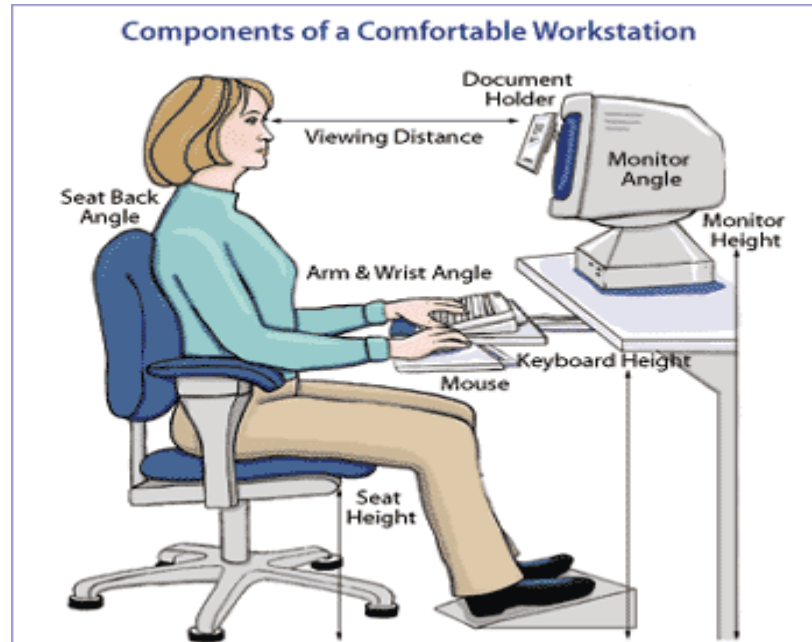 Components of a Comfortable Workstation
Document
Holder
Viewing Distance
Monitor
Angle
Seat Back
Angle
Monitor
Height
Arm & Wrist Angle
Keyboard Height
Mouse
Seat
Height